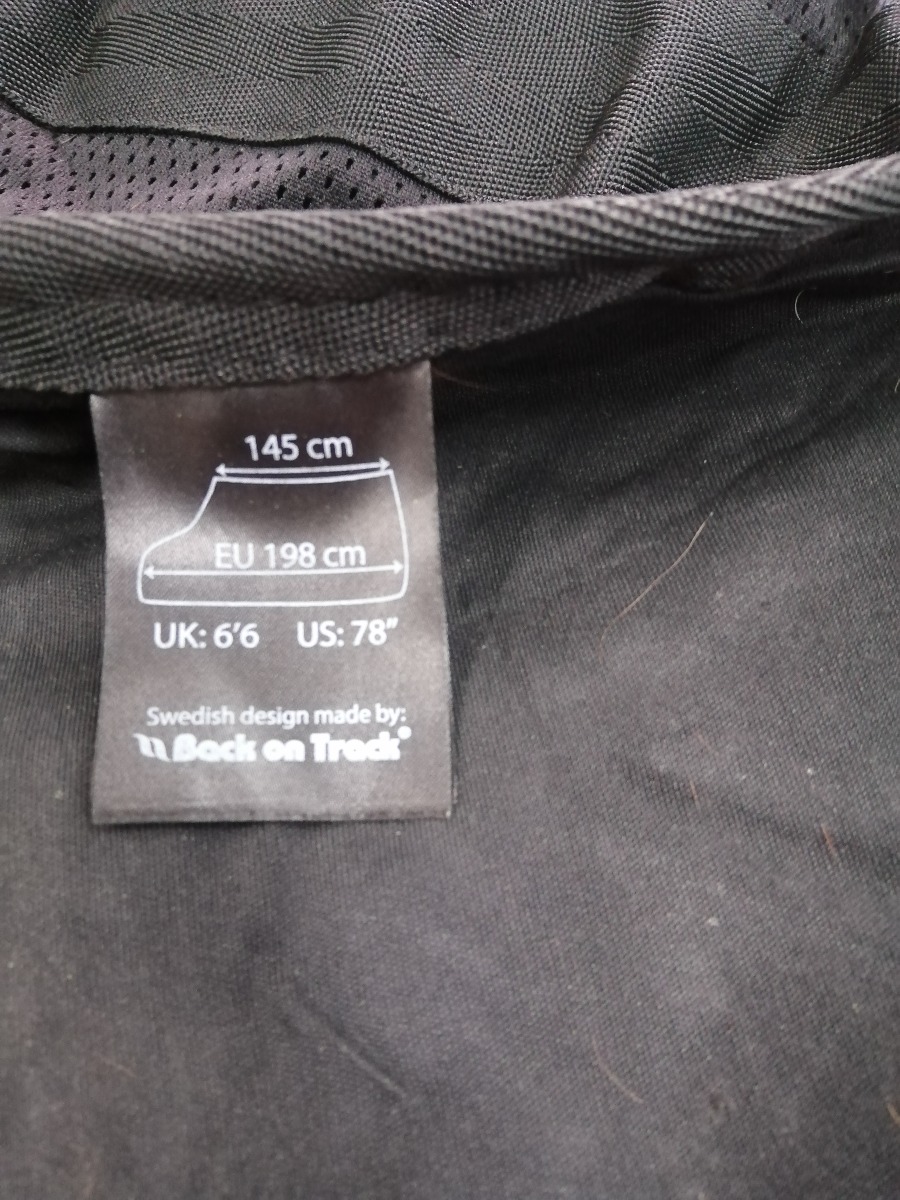 145 cm
EU 198 cm
UK: 6'6 US: 78"
Swedish design made by:
Back on Track®